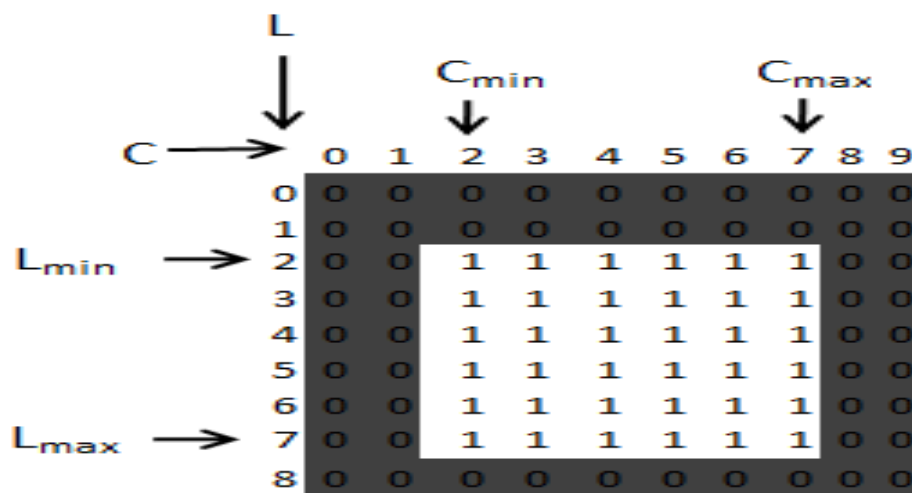 L
C min C max
C 0 1 2 3 4 5 6 7 8 9
0 0 0 0 0 0 0 0 0 0 0
1 0 0 0 0 0 0 0 0 0 0
L min 2 0 0 1 1 1 1 1 1 0 0
3 0 0 1 1 1 1 1 1 0 0
4 0 0 1 1 1 1 1 1 0 0
5 0 0 1 1 1 1 1 1 0 0
6 0 0 1 1 1 1 1 1 0 0
L max 7 0 0 1 1 1 1 1 1 0 0
8 0 0 0 0 0 0 0 0 0 0